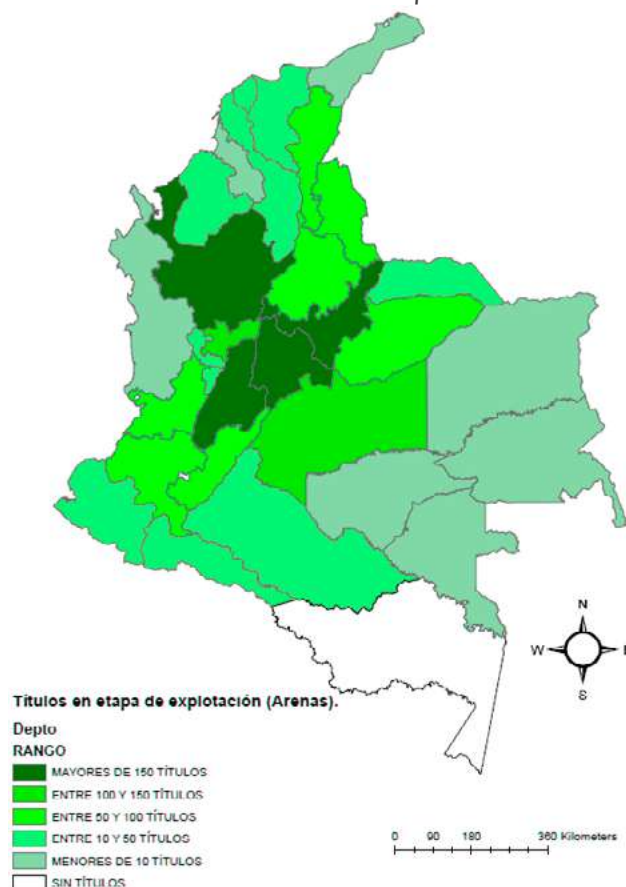 N
W
E
S
Títulos en etapa de explotación (Arenas).
Depto
RANGO
MAYORES DE 150 TÍTULOS
ENTRE 100 Y 150 TÍTULOS
ENTRE 50 Y 100 TÍTULOS
ENTRE 10 Y 50 TÍTULOS
MENORES DE 10 TÍTULOS
SIN TÍTULOS
0 90 180 360 Kilometers